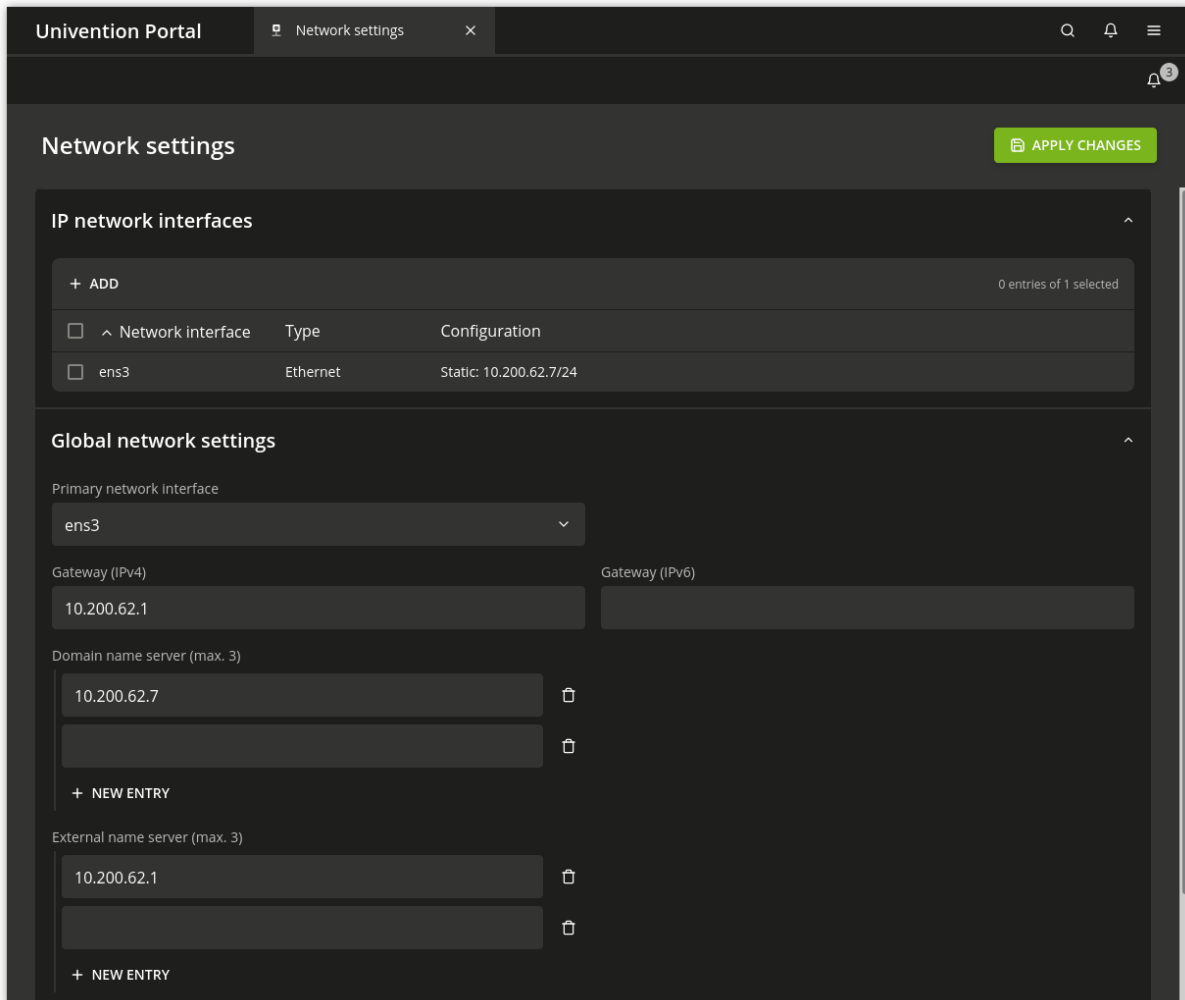 Univention Portal Network settings
3
Network settings APPLY CHANGES
IP network interfaces
ADD 0 entries of 1 selected
Network interface Type Configuration
ens3 Ethernet Static: 10.200.62.7/24
Global network settings
Primary network interface
ens3
Gateway (IPv4) Gateway (IPv6)
10.200.62.1
Domain name server (max. 3)
10.200.62.7
+ NEW ENTRY
External name server (max. 3)
10.200.62.1
+ NEW ENTRY